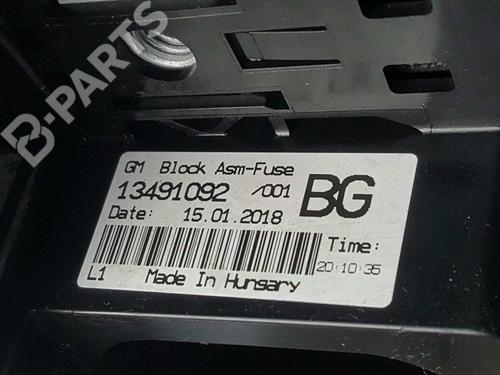 B-PARTS
GM Block Asm-Fuse
13491092 /001 BG
Date: 15.01.2018
Time:
20:10:35
L1 Made In Hungary